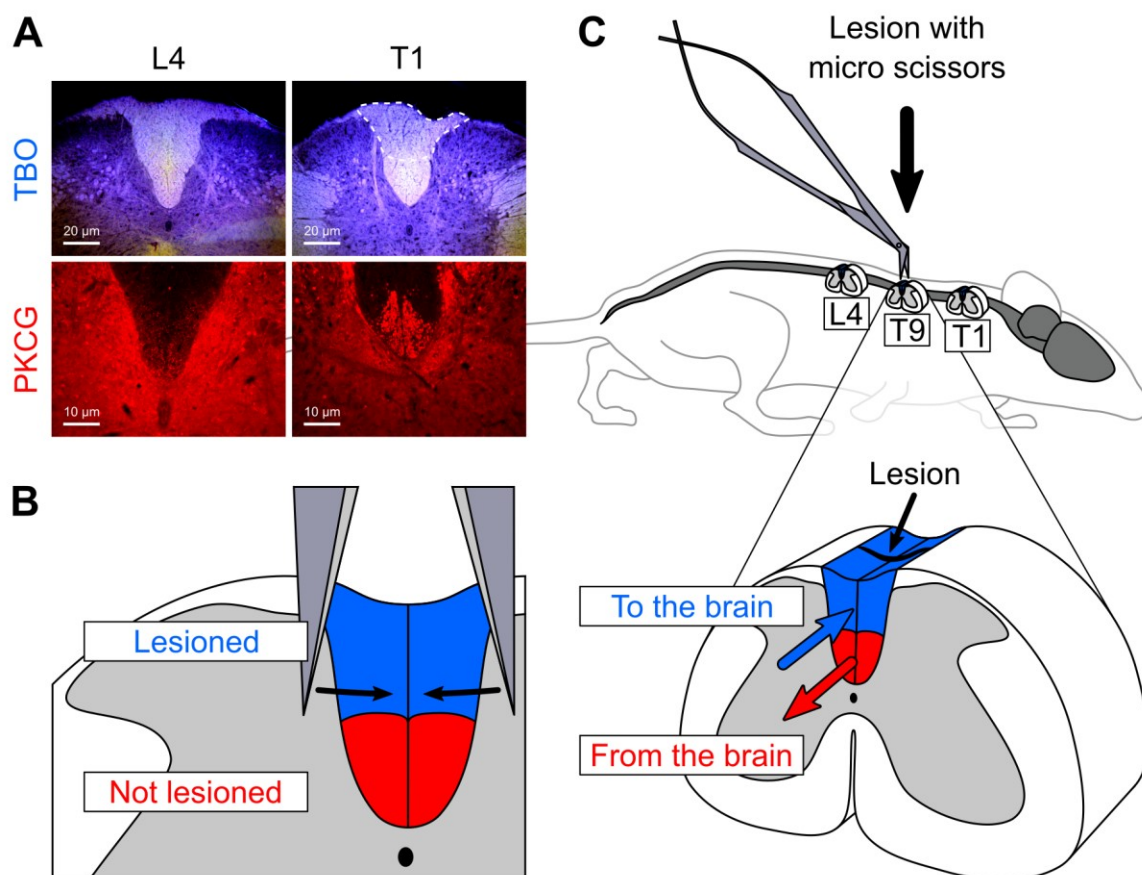 A
L4
T1
TBO
20 µm
20 µm
PKCG
10 µm
10 µm
B
Lesioned
Not lesioned
C
Lesion with
micro scissors
L4
T9
T1
Lesion
To the brain
From the brain